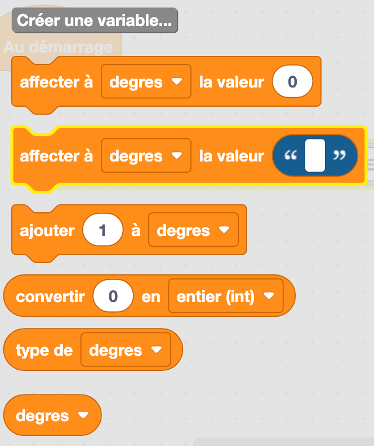 Créer une variable...
Au démarrage
affecter à degres la valeur 0
affecter à degres la valeur “ ”
ajouter 1 à degres
convertir 0 en entier (int)
type de degres
degres